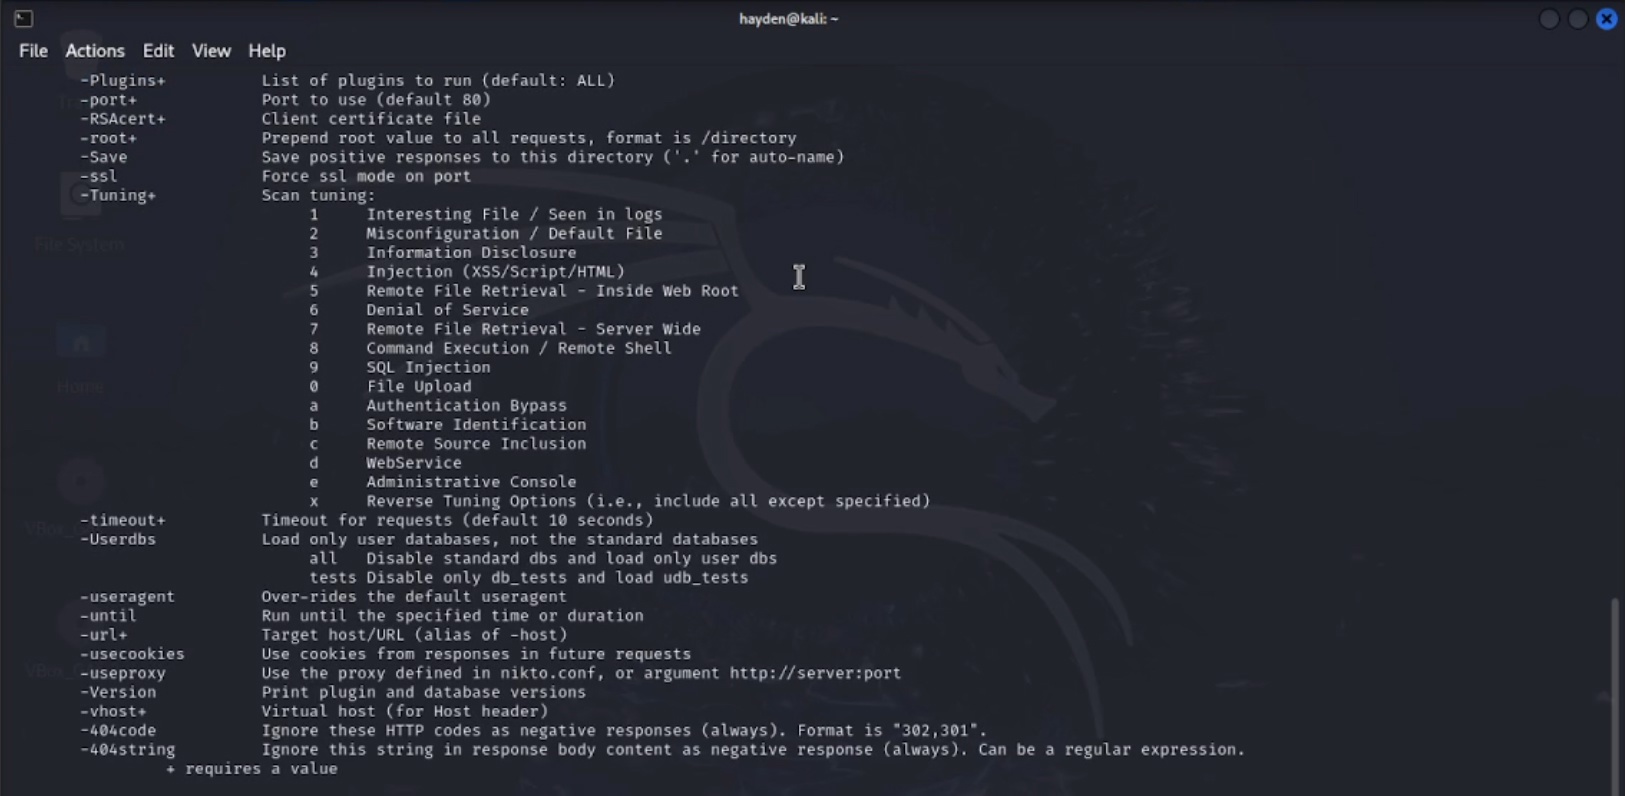 hayden@kali: ~
File Actions Edit View Help
-Plugins+ List of plugins to run (default: ALL)
-port+ Port to use (default 80)
-RSAcert+ Client certificate file
-root+ Prepend root value to all requests, format is /directory
-Save Save positive responses to this directory ('.' for auto-name)
-ssl Force ssl mode on port
-Tuning+ Scan tuning:
1 Interesting File / Seen in logs
2 Misconfiguration / Default File
3 Information Disclosure
4 Injection (XSS/Script/HTML)
5 Remote File Retrieval - Inside Web Root
6 Denial of Service
7 Remote File Retrieval - Server Wide
8 Command Execution / Remote Shell
9 SQL Injection
0 File Upload
a Authentication Bypass
b Software Identification
c Remote Source Inclusion
d WebService
e Administrative Console
x Reverse Tuning Options (i.e., include all except specified)
-timeout+ Timeout for requests (default 10 seconds)
-Userdbs Load only user databases, not the standard databases
all Disable standard dbs and load only user dbs
tests Disable only db_tests and load udb_tests
-useragent Over-rides the default useragent
-until Run until the specified time or duration
-url+ Target host/URL (alias of -host)
-usecookies Use cookies from responses in future requests
-useproxy Use the proxy defined in nikto.conf, or argument http://server:port
-Version Print plugin and database versions
-vhost+ Virtual host (for Host header)
-404code Ignore these HTTP codes as negative responses (always). Format is "302,301".
-404string Ignore this string in response body content as negative response (always). Can be a regular expression.
+ requires a value
File System
Home